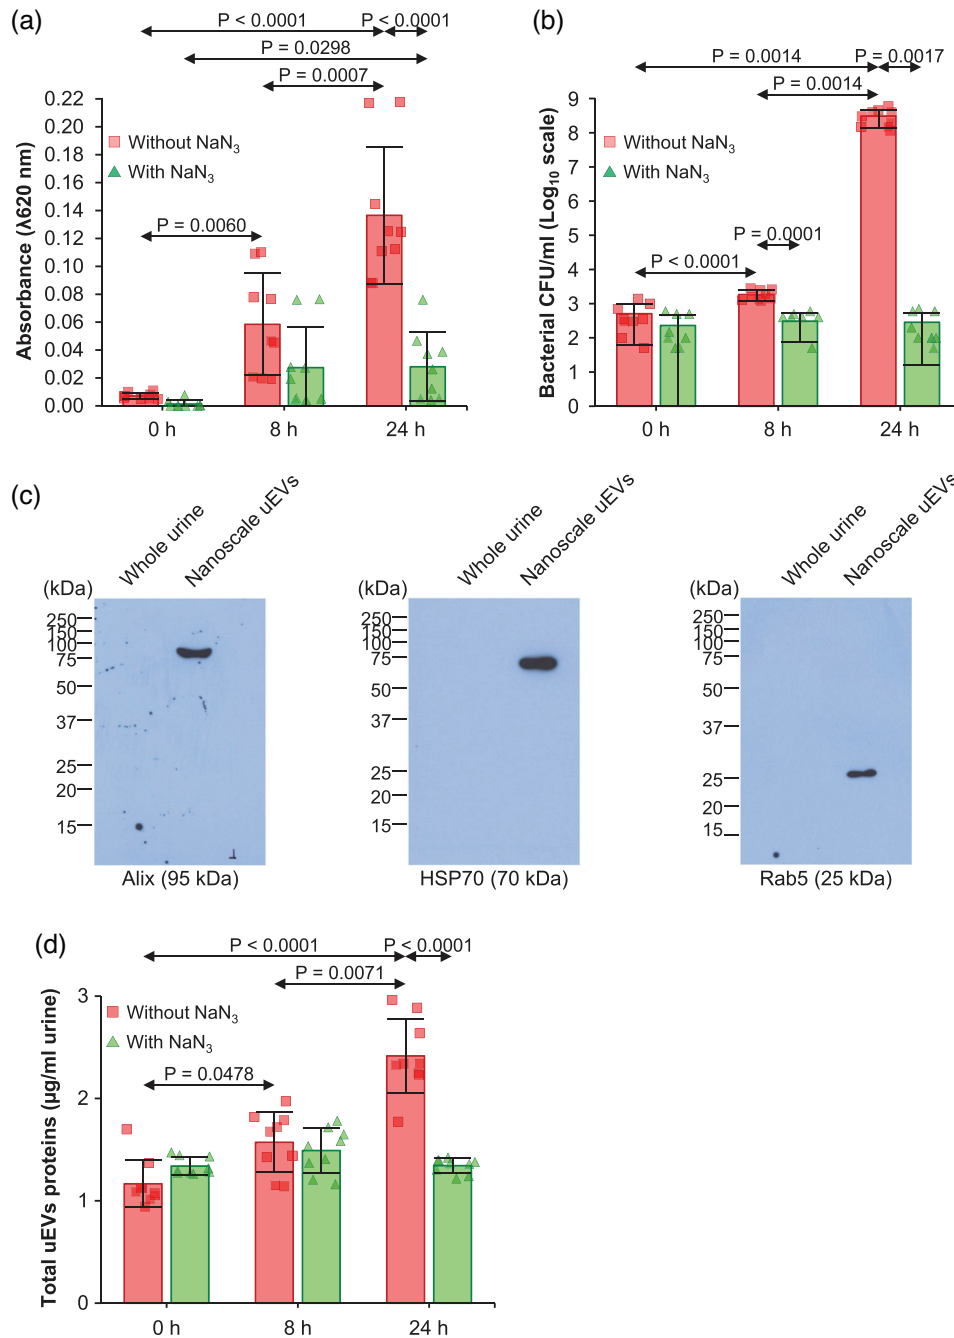 (a)
P < 0.0001
P < 0.0001
P = 0.0298
P = 0.0007
0.22
0.20
0.18
0.16
0.14
0.12
0.10
0.08
0.06
0.04
0.02
0.00
Absorbance (λ620 nm)
Without NaN3
With NaN3
P = 0.0060
0 h
8 h
24 h
(b)
P = 0.0014
P = 0.0017
P = 0.0014
9
8
7
6
5
4
3
2
1
0
Bacterial CFU/ml (Log10 scale)
Without NaN3
With NaN3
P = 0.0001
P < 0.0001
0 h
8 h
24 h
(c)
Whole urine
Nanoscale uEVs
(kDa)
250
150
100
75
50
37
25
20
15
Alix (95 kDa)
Whole urine
Nanoscale uEVs
(kDa)
250
150
100
75
50
37
25
20
15
HSP70 (70 kDa)
Whole urine
Nanoscale uEVs
(kDa)
250
150
100
75
50
37
25
20
15
Rab5 (25 kDa)
(d)
P < 0.0001
P < 0.0001
P = 0.0071
3
2
1
0
Total uEVs proteins (µg/ml urine)
Without NaN3
With NaN3
P = 0.0478
0 h
8 h
24 h